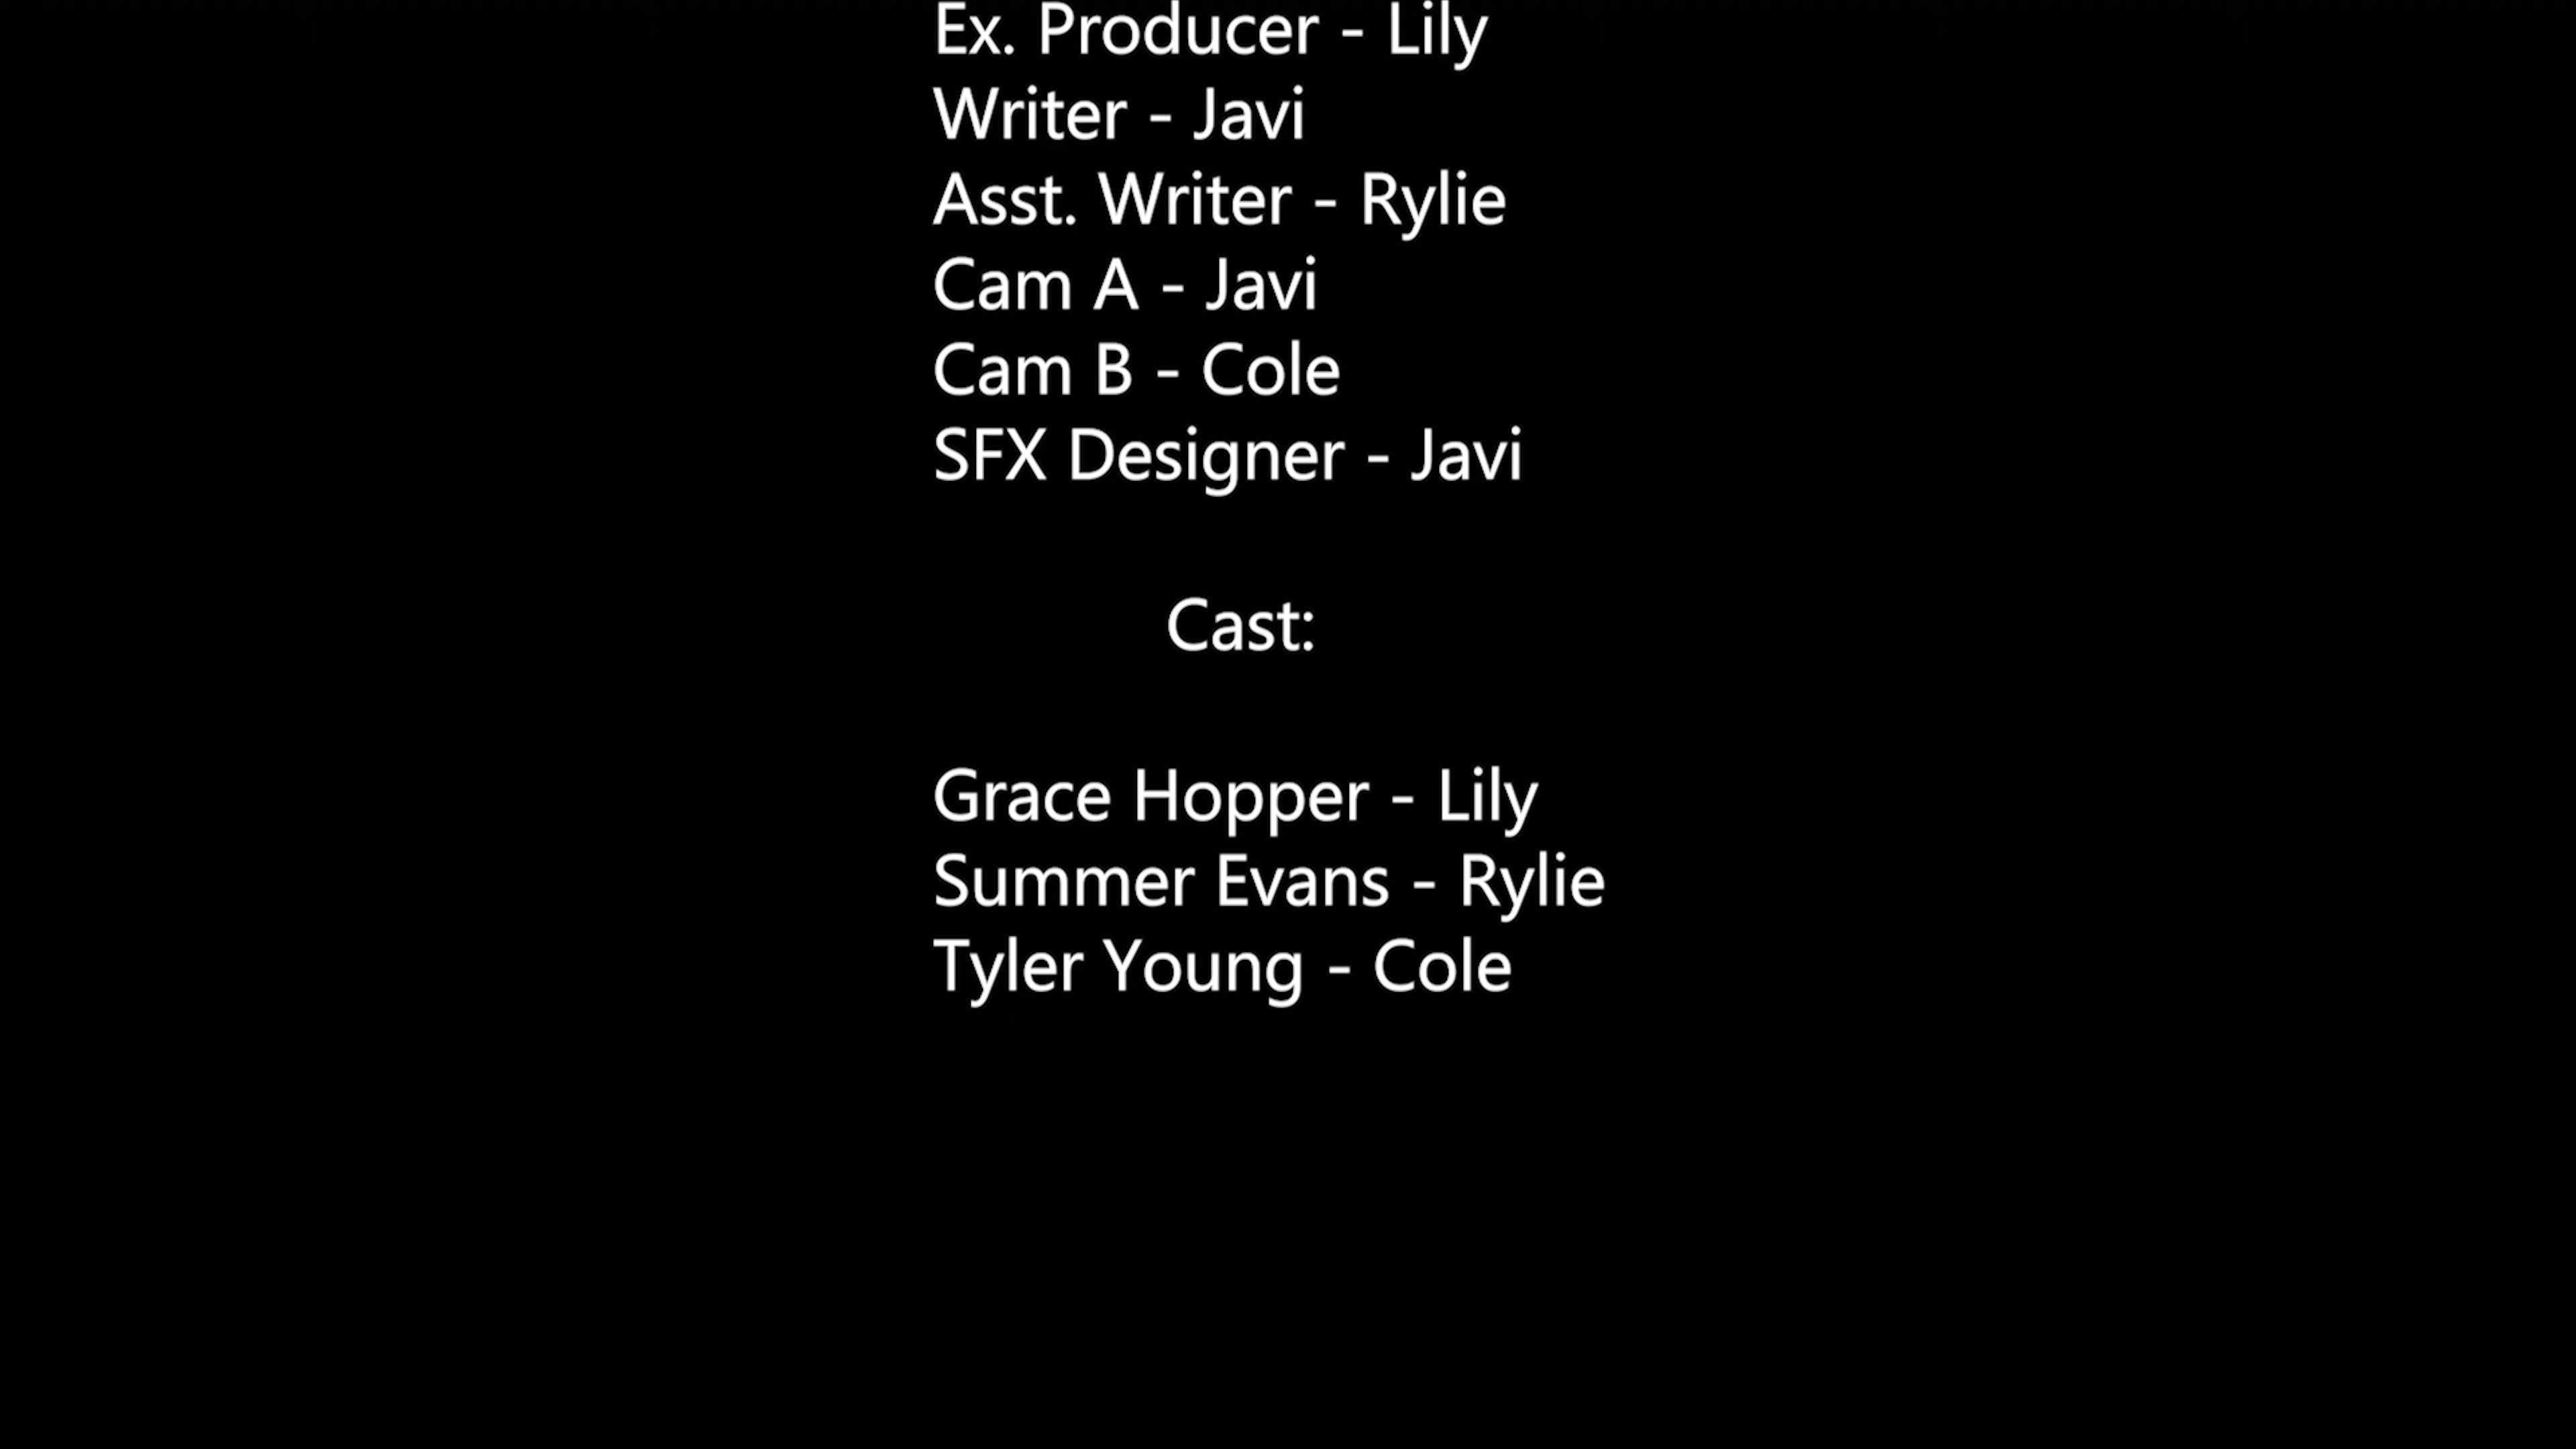 Ex. Producer - Lily
Writer - Javi
Asst. Writer - Rylie
Cam A - Javi
Cam B - Cole
SFX Designer - Javi
Cast:
Grace Hopper - Lily
Summer Evans - Rylie
Tyler Young - Cole